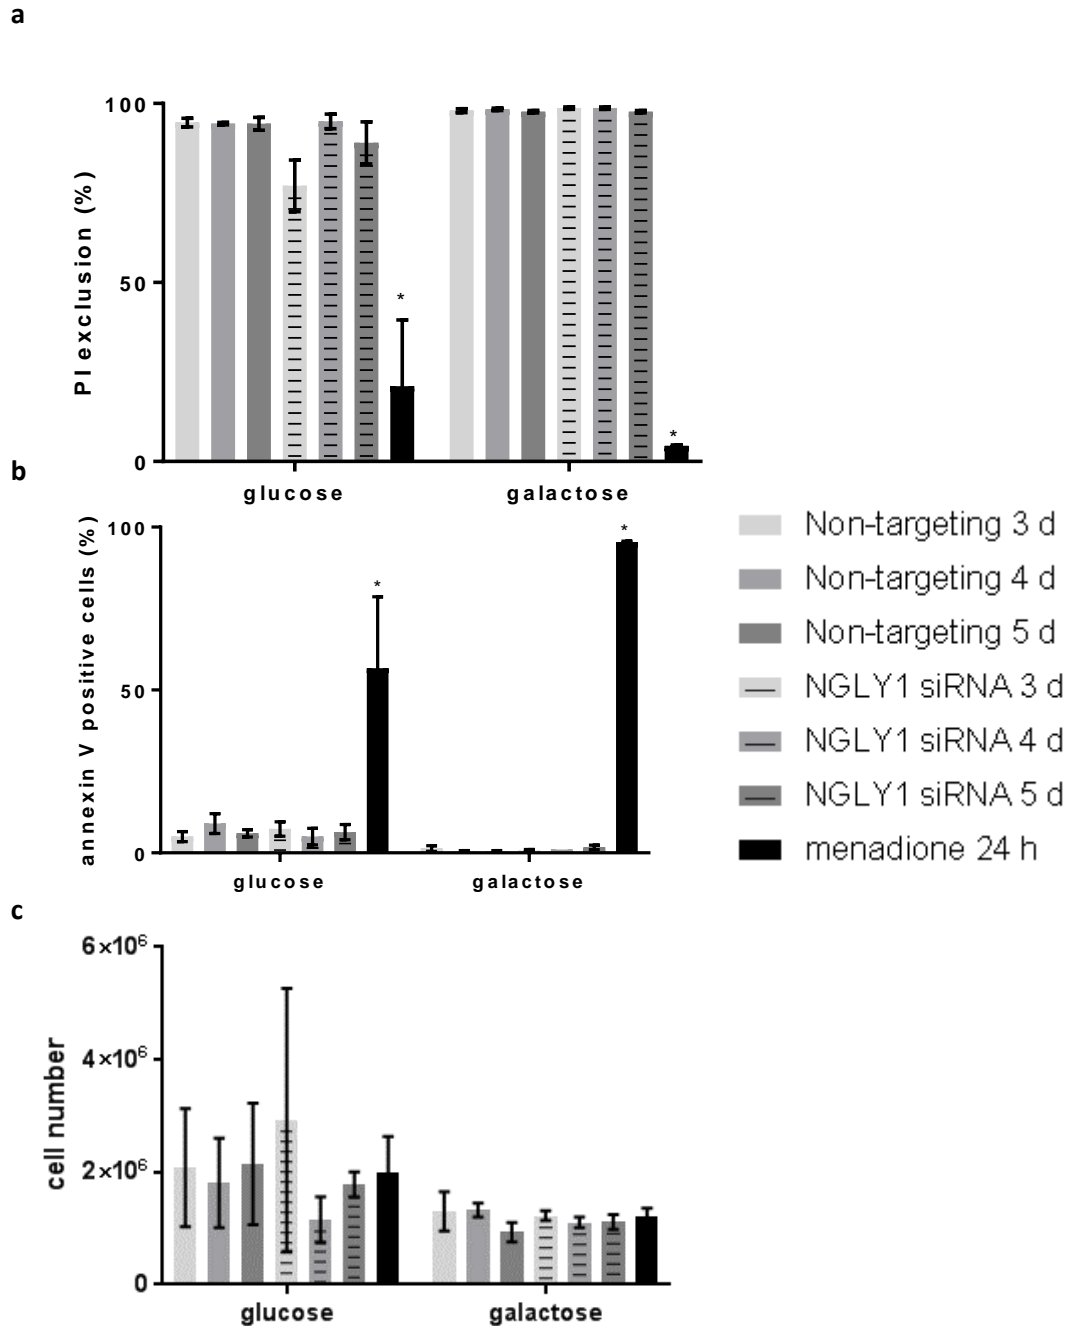 a
100
50
0
PI exclusion (%)
*
*
glucose
galactose
b
100
50
0
annexin V positive cells (%)
*
*
glucose
galactose
Non-targeting 3 d
Non-targeting 4 d
Non-targeting 5 d
NGLY1 siRNA 3 d
NGLY1 siRNA 4 d
NGLY1 siRNA 5 d
menadione 24 h
c
6×10⁶
4×10⁶
2×10⁶
0
cell number
glucose
galactose